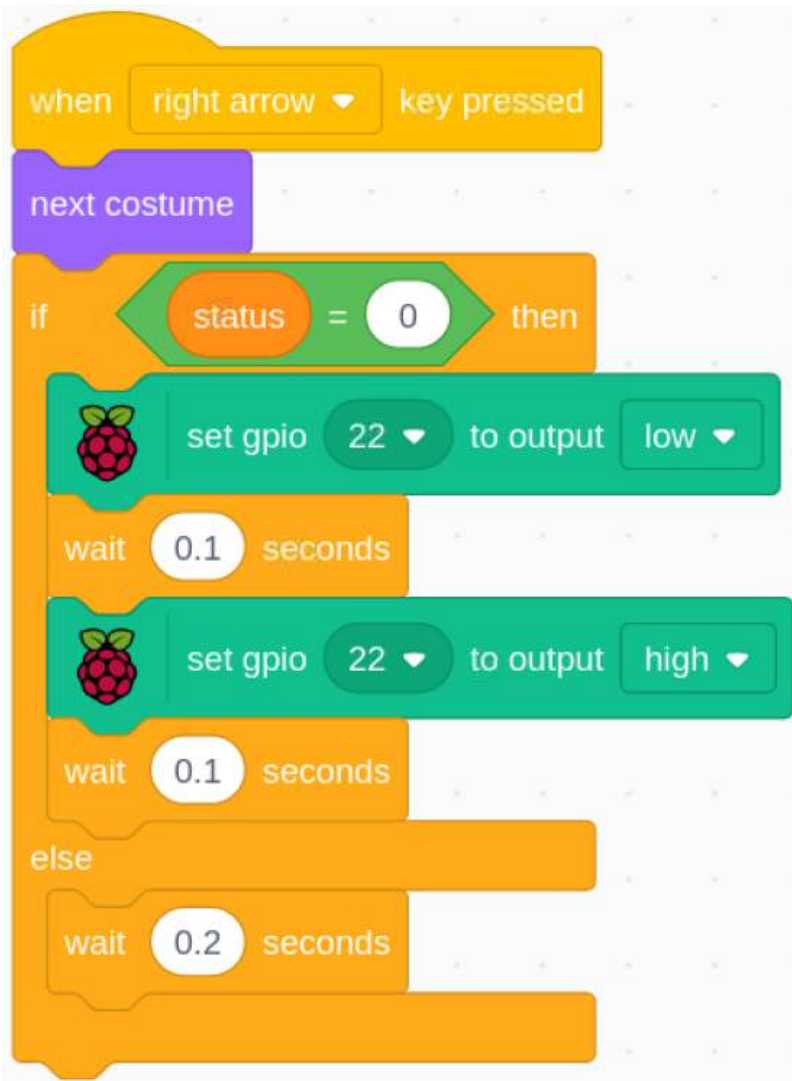 when right arrow key pressed
next costume
if status = 0 then
set gpio 22 to output low
wait 0.1 seconds
set gpio 22 to output high
wait 0.1 seconds
else
wait 0.2 seconds